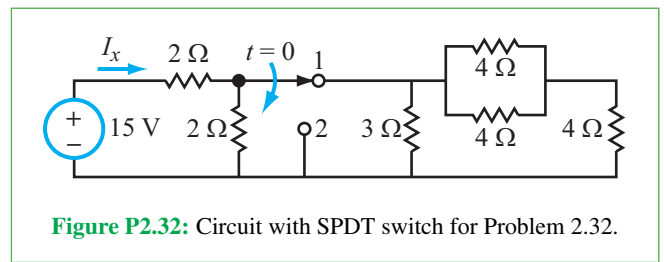 Ix 2 Ω t = 0 1 4 Ω
+ − 15 V 2 Ω 2 3 Ω 4 Ω 4 Ω
Figure P2.32: Circuit with SPDT switch for Problem 2.32.